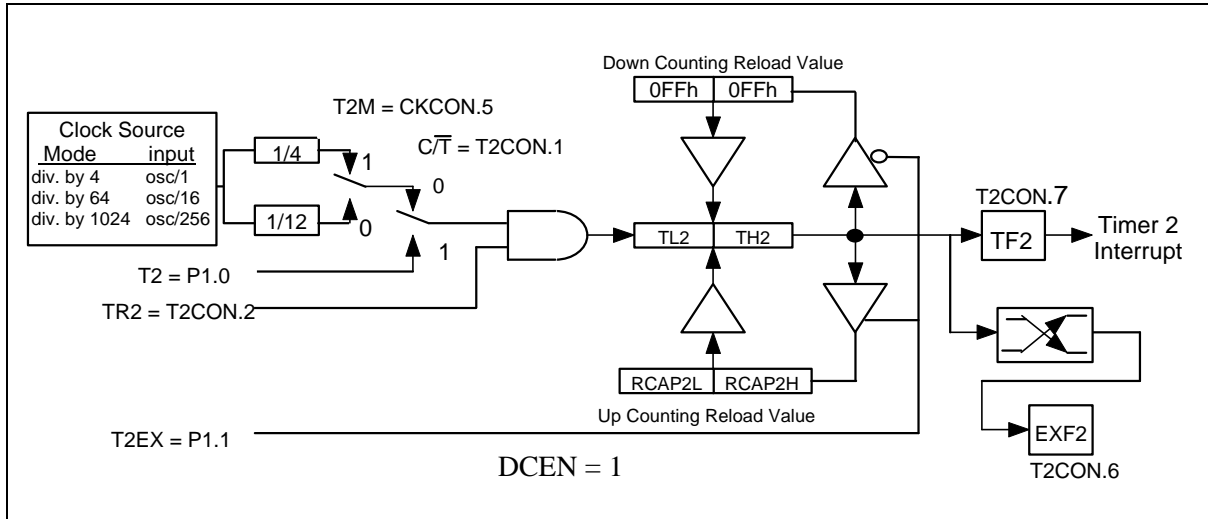 Down Counting Reload Value
0FFh 0FFh
T2M = CKCON.5
C/T̅ = T2CON.1
Clock Source
Mode input
div. by 4 osc/1
div. by 64 osc/16
div. by 1024 osc/256
1/4
1
1/12
0
0
1
T2 = P1.0
TR2 = T2CON.2
TL2 TH2
T2CON.7
TF2
Timer 2
Interrupt
RCAP2L RCAP2H
Up Counting Reload Value
T2EX = P1.1
EXF2
T2CON.6
DCEN = 1